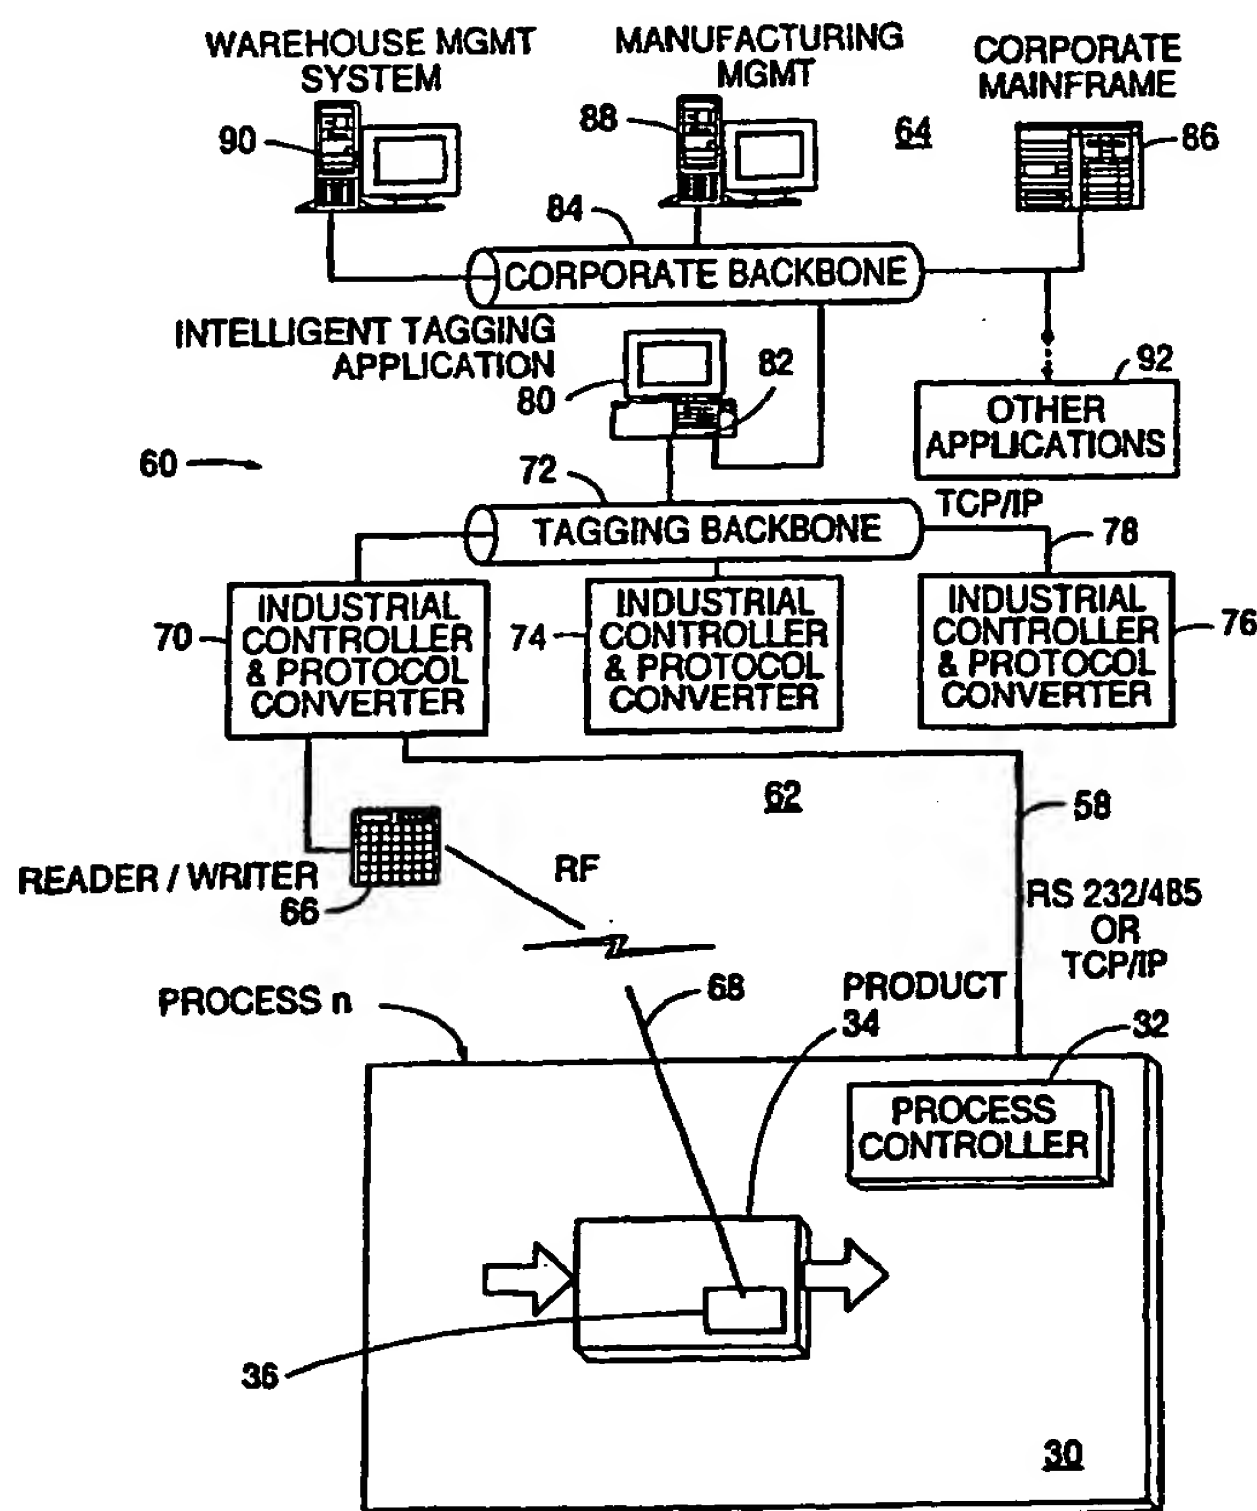 WAREHOUSE MGMT
SYSTEM
90
MANUFACTURING
MGMT
88
64
CORPORATE
MAINFRAME
86
84
CORPORATE BACKBONE
INTELLIGENT TAGGING
APPLICATION
80
82
92
OTHER
APPLICATIONS
60
72
TAGGING BACKBONE
TCP/IP
78
70
INDUSTRIAL
CONTROLLER
& PROTOCOL
CONVERTER
74
INDUSTRIAL
CONTROLLER
& PROTOCOL
CONVERTER
INDUSTRIAL
CONTROLLER
& PROTOCOL
CONVERTER
76
62
58
READER / WRITER
66
RF
RS 232/485
OR
TCP/IP
PROCESS n
68
PRODUCT
34
32
PROCESS
CONTROLLER
36
30